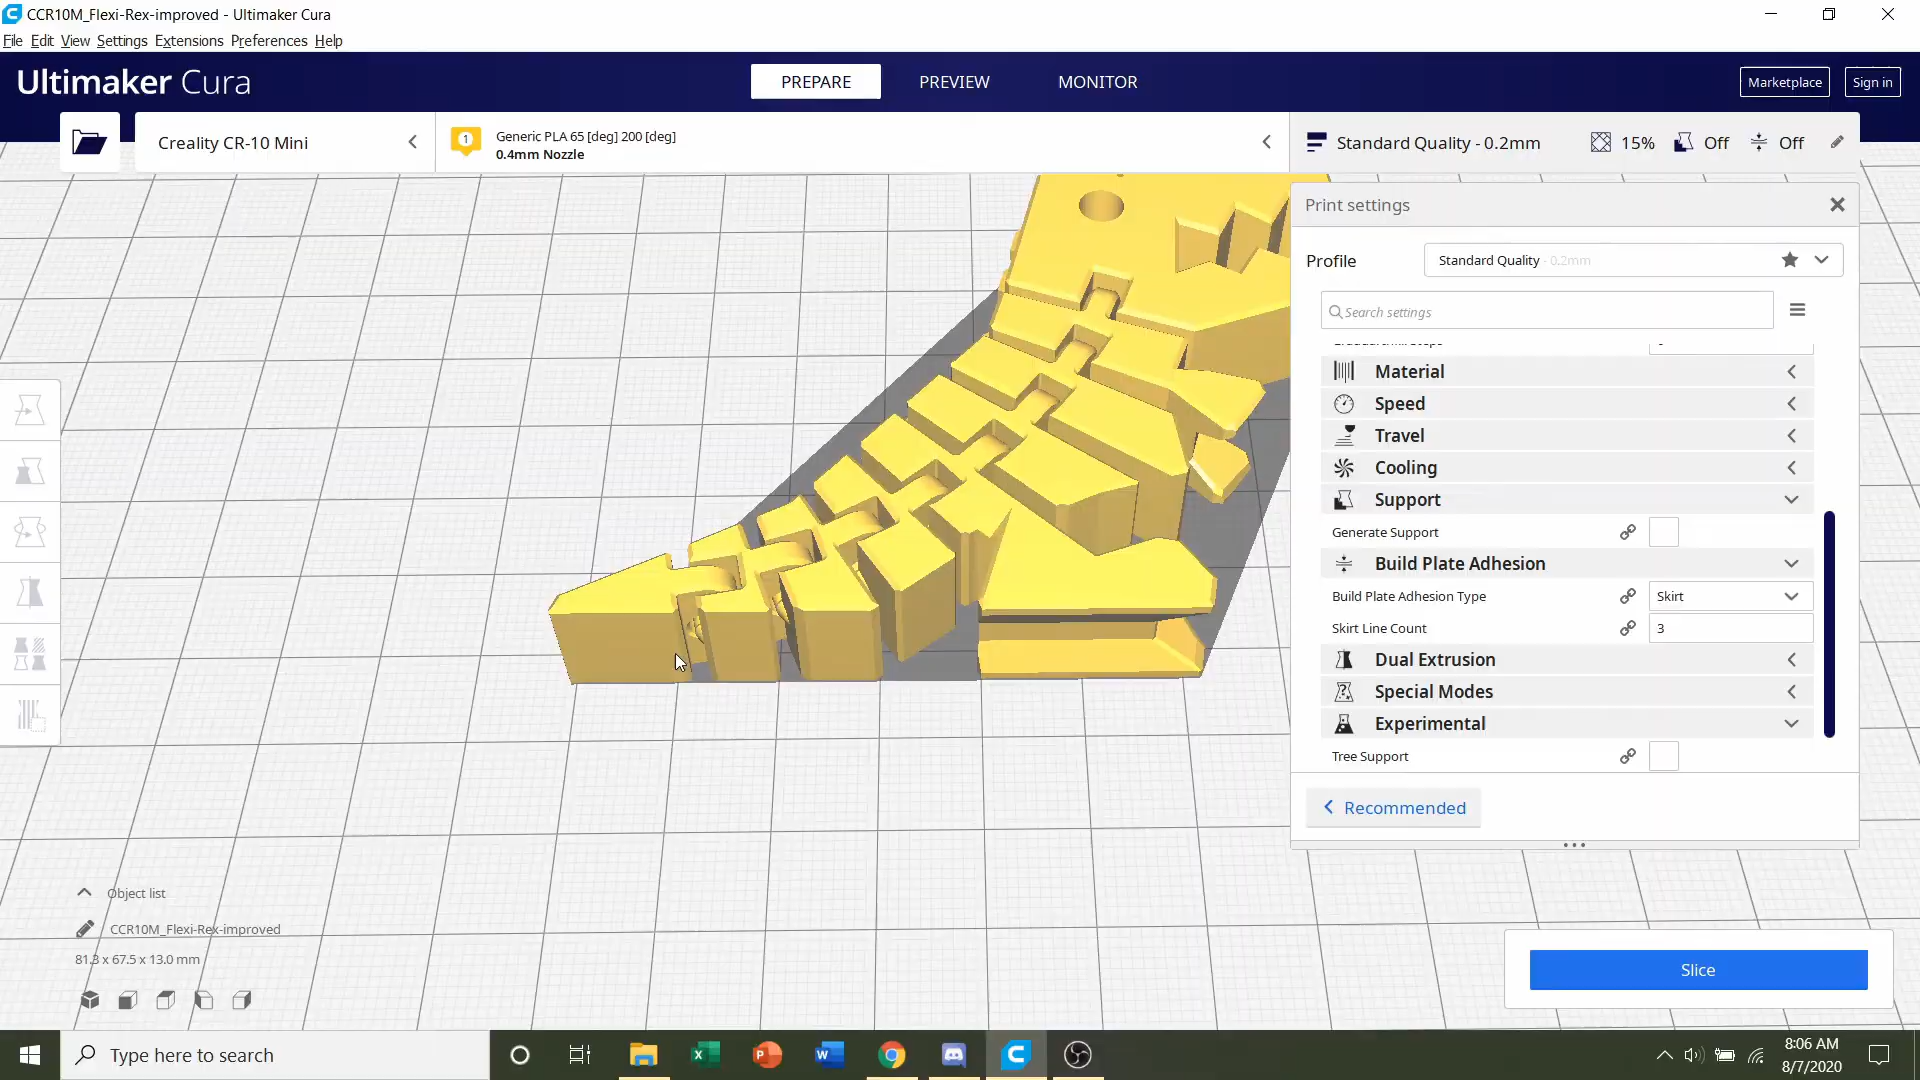 CCR10M_Flexi-Rex-improved - Ultimaker Cura
File Edit View Settings Extensions Preferences Help
Ultimaker Cura
PREPARE
PREVIEW
MONITOR
Marketplace
Sign in
Creality CR-10 Mini
1
Generic PLA 65 [deg] 200 [deg]
0.4mm Nozzle
Standard Quality - 0.2mm
15%
Off
Off
Print settings
Profile
Standard Quality - 0.2mm
Search settings
Material
Speed
Travel
Cooling
Support
Generate Support
Build Plate Adhesion
Build Plate Adhesion Type
Skirt
Skirt Line Count
3
Dual Extrusion
Special Modes
Experimental
Tree Support
Recommended
Object list
CCR10M_Flexi-Rex-improved
81.3 x 67.5 x 13.0 mm
Slice
Type here to search
8:06 AM
8/7/2020